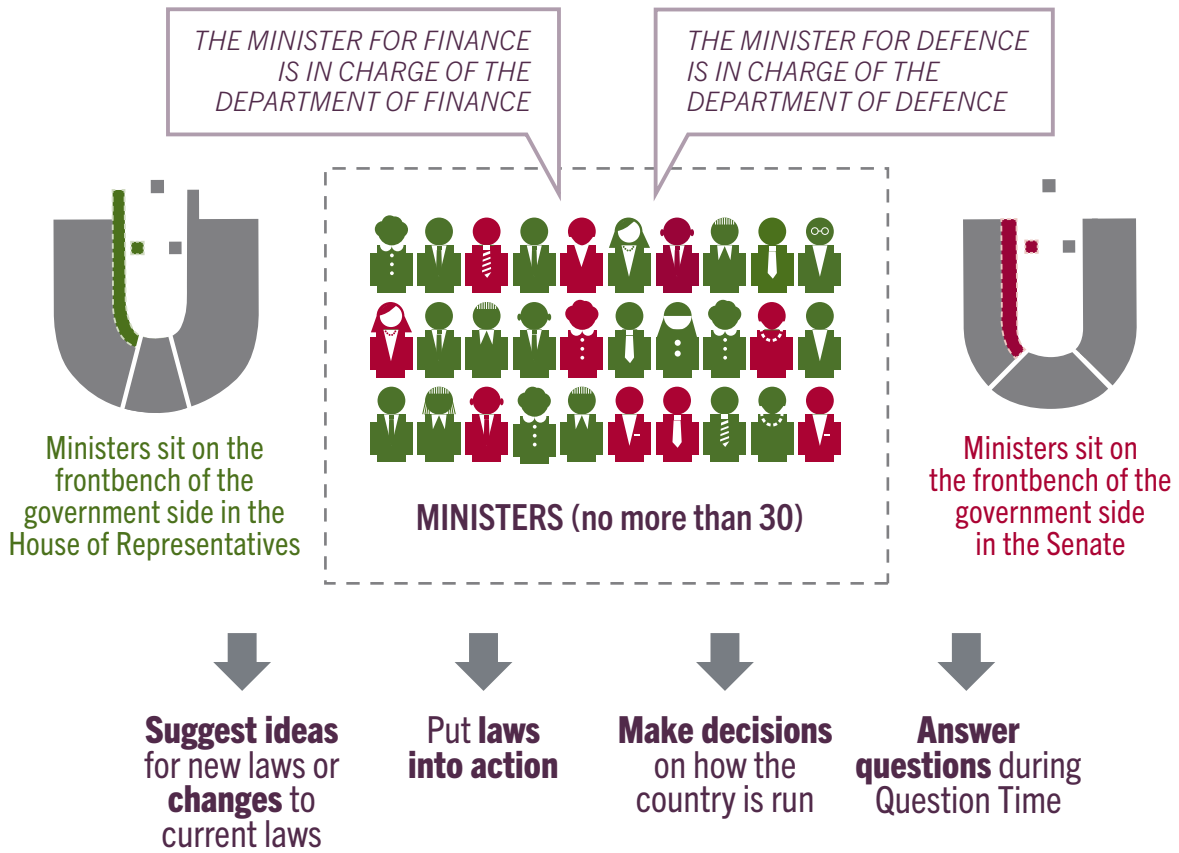 THE MINISTER FOR FINANCE
IS IN CHARGE OF THE
DEPARTMENT OF FINANCE
THE MINISTER FOR DEFENCE
IS IN CHARGE OF THE
DEPARTMENT OF DEFENCE
Ministers sit on the
frontbench of the
government side in the
House of Representatives
MINISTERS (no more than 30)
Ministers sit on
the frontbench of the
government side
in the Senate
Suggest ideas
for new laws or
changes to
current laws
Put laws
into action
Make decisions
on how the
country is run
Answer
questions during
Question Time